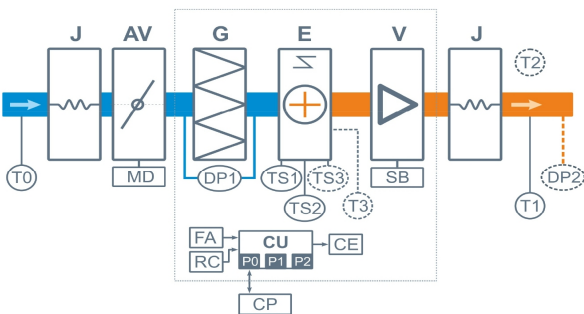 J AV G E V J
T2
T0 MD DP1 TS1 TS3 SB DP2
TS2 T3 T1
FA CU CE
RC P0 P1 P2
CP